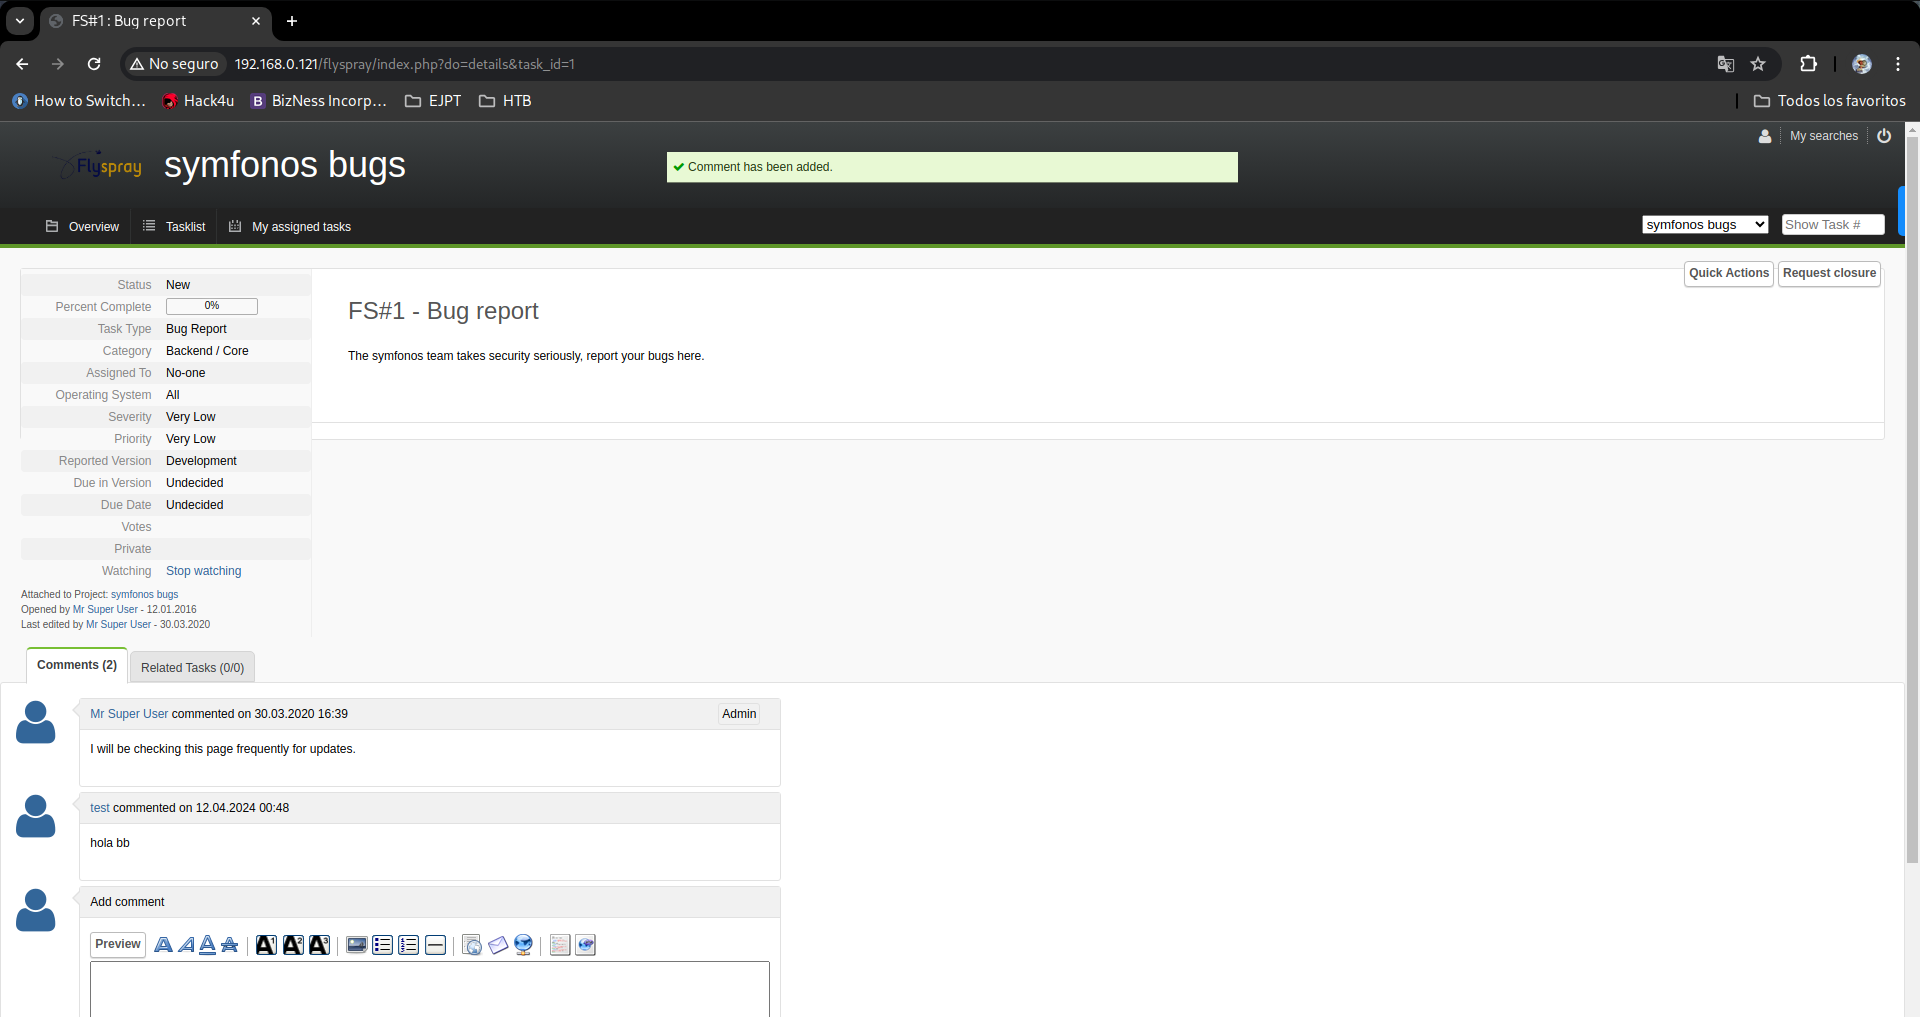 FS#1 : Bug report
No seguro 192.168.0.121/flyspray/index.php?do=details&task_id=1
How to Switch... Hack4u BizNess Incorp... EJPT HTB Todos los favoritos
My searches
Flyspray symfonos bugs
Comment has been added.
Overview Tasklist My assigned tasks symfonos bugs Show Task #
Quick Actions Request closure
Status New
Percent Complete 0%
Task Type Bug Report
Category Backend / Core
Assigned To No-one
Operating System All
Severity Very Low
Priority Very Low
Reported Version Development
Due in Version Undecided
Due Date Undecided
Votes
Private
Watching Stop watching
Attached to Project: symfonos bugs
Opened by Mr Super User - 12.01.2016
Last edited by Mr Super User - 30.03.2020
FS#1 - Bug report
The symfonos team takes security seriously, report your bugs here.
Comments (2) Related Tasks (0/0)
Mr Super User commented on 30.03.2020 16:39 Admin
I will be checking this page frequently for updates.
test commented on 12.04.2024 00:48
hola bb
Add comment
Preview